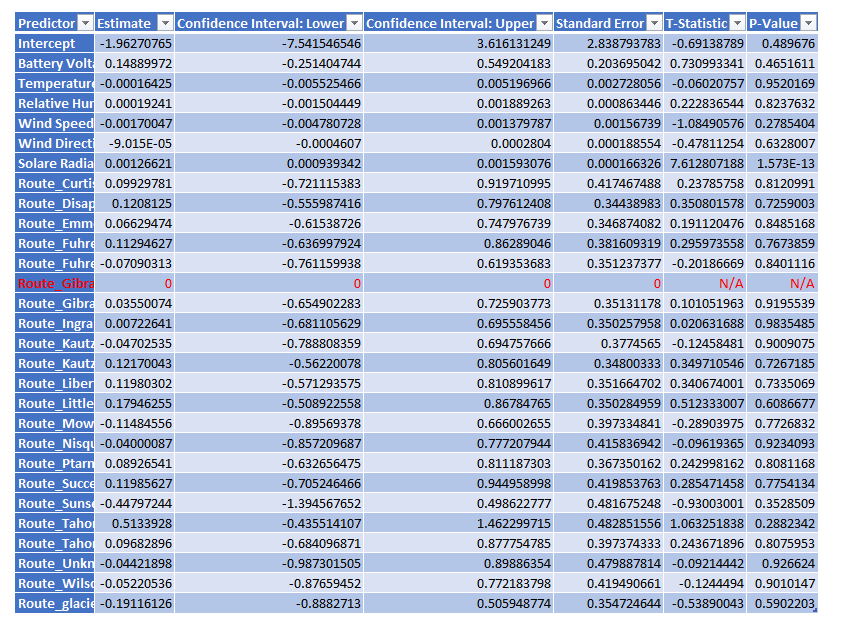 Predictor Estimate Confidence Interval: Lower Confidence Interval: Upper Standard Error T-Statistic P-Value
Intercept -1.96270765 -7.541546546 3.616131249 2.838793783 -0.69138789 0.489676
Battery Volta 0.14889972 -0.251404744 0.549204183 0.203695042 0.730993341 0.4651611
Temperature -0.00016425 -0.005525466 0.005196966 0.002728056 -0.06020757 0.9520169
Relative Hur 0.00019241 -0.001504449 0.001889263 0.000863446 0.222836544 0.8237632
Wind Speed -0.00170047 -0.004780728 0.001379787 0.00156739 -1.08490576 0.2785404
Wind Directi -9.015E-05 -0.0004607 0.0002804 0.000188554 -0.47811254 0.6328007
Solare Radia 0.00126621 0.000939342 0.001593076 0.000166326 7.612807188 1.573E-13
Route_Curtis 0.09929781 -0.721115383 0.919710995 0.417467488 0.23785758 0.8120991
Route_Disap 0.1208125 -0.555987416 0.797612408 0.34438983 0.350801578 0.7259003
Route_Emm 0.06629474 -0.61538726 0.747976739 0.346874082 0.191120476 0.8485168
Route_Fuhre 0.11294627 -0.636997924 0.86289046 0.381609319 0.295973558 0.7673859
Route_Fuhre -0.07090313 -0.761159938 0.619353683 0.351237377 -0.20186669 0.8401116
Route_Gibra 0 0 0 0 N/A N/A
Route_Gibra 0.03550074 -0.654902283 0.725903773 0.35131178 0.101051963 0.9195539
Route_Ingra 0.00722641 -0.681105629 0.695558456 0.350257958 0.020631688 0.9835485
Route_Kautz -0.04702535 -0.788808359 0.694757666 0.3774565 -0.12458481 0.9009075
Route_Kautz 0.12170043 -0.56220078 0.805601649 0.34800333 0.349710546 0.7267185
Route_Liber 0.11980302 -0.571293575 0.810899617 0.351664702 0.340674001 0.7335069
Route_Little 0.17946255 -0.508922558 0.86784765 0.350284959 0.512333007 0.6086677
Route_Mow -0.11484556 -0.89569378 0.666002655 0.397334841 -0.28903975 0.7726832
Route_Nisqu -0.04000087 -0.857209687 0.777207944 0.415836942 -0.09619365 0.9234093
Route_Ptarn 0.08926541 -0.632656475 0.811187303 0.367350162 0.242998162 0.8081168
Route_Succe 0.11985627 -0.705246466 0.944958998 0.419853763 0.285471458 0.7754134
Route_Sunse -0.44797244 -1.394567652 0.498622777 0.481675248 -0.93003001 0.3528509
Route_Tahor 0.5133928 -0.435514107 1.462299715 0.482851556 1.063251838 0.2882342
Route_Tahor 0.09682896 -0.684096871 0.877754785 0.397374333 0.243671896 0.8075953
Route_Unkn -0.04421898 -0.987301505 0.89886354 0.479887814 -0.09214442 0.926624
Route_Wilso -0.05220536 -0.87659452 0.772183798 0.419490661 -0.1244494 0.9010147
Route_glacie -0.19116126 -0.8882713 0.505948774 0.354724644 -0.53890043 0.5902203